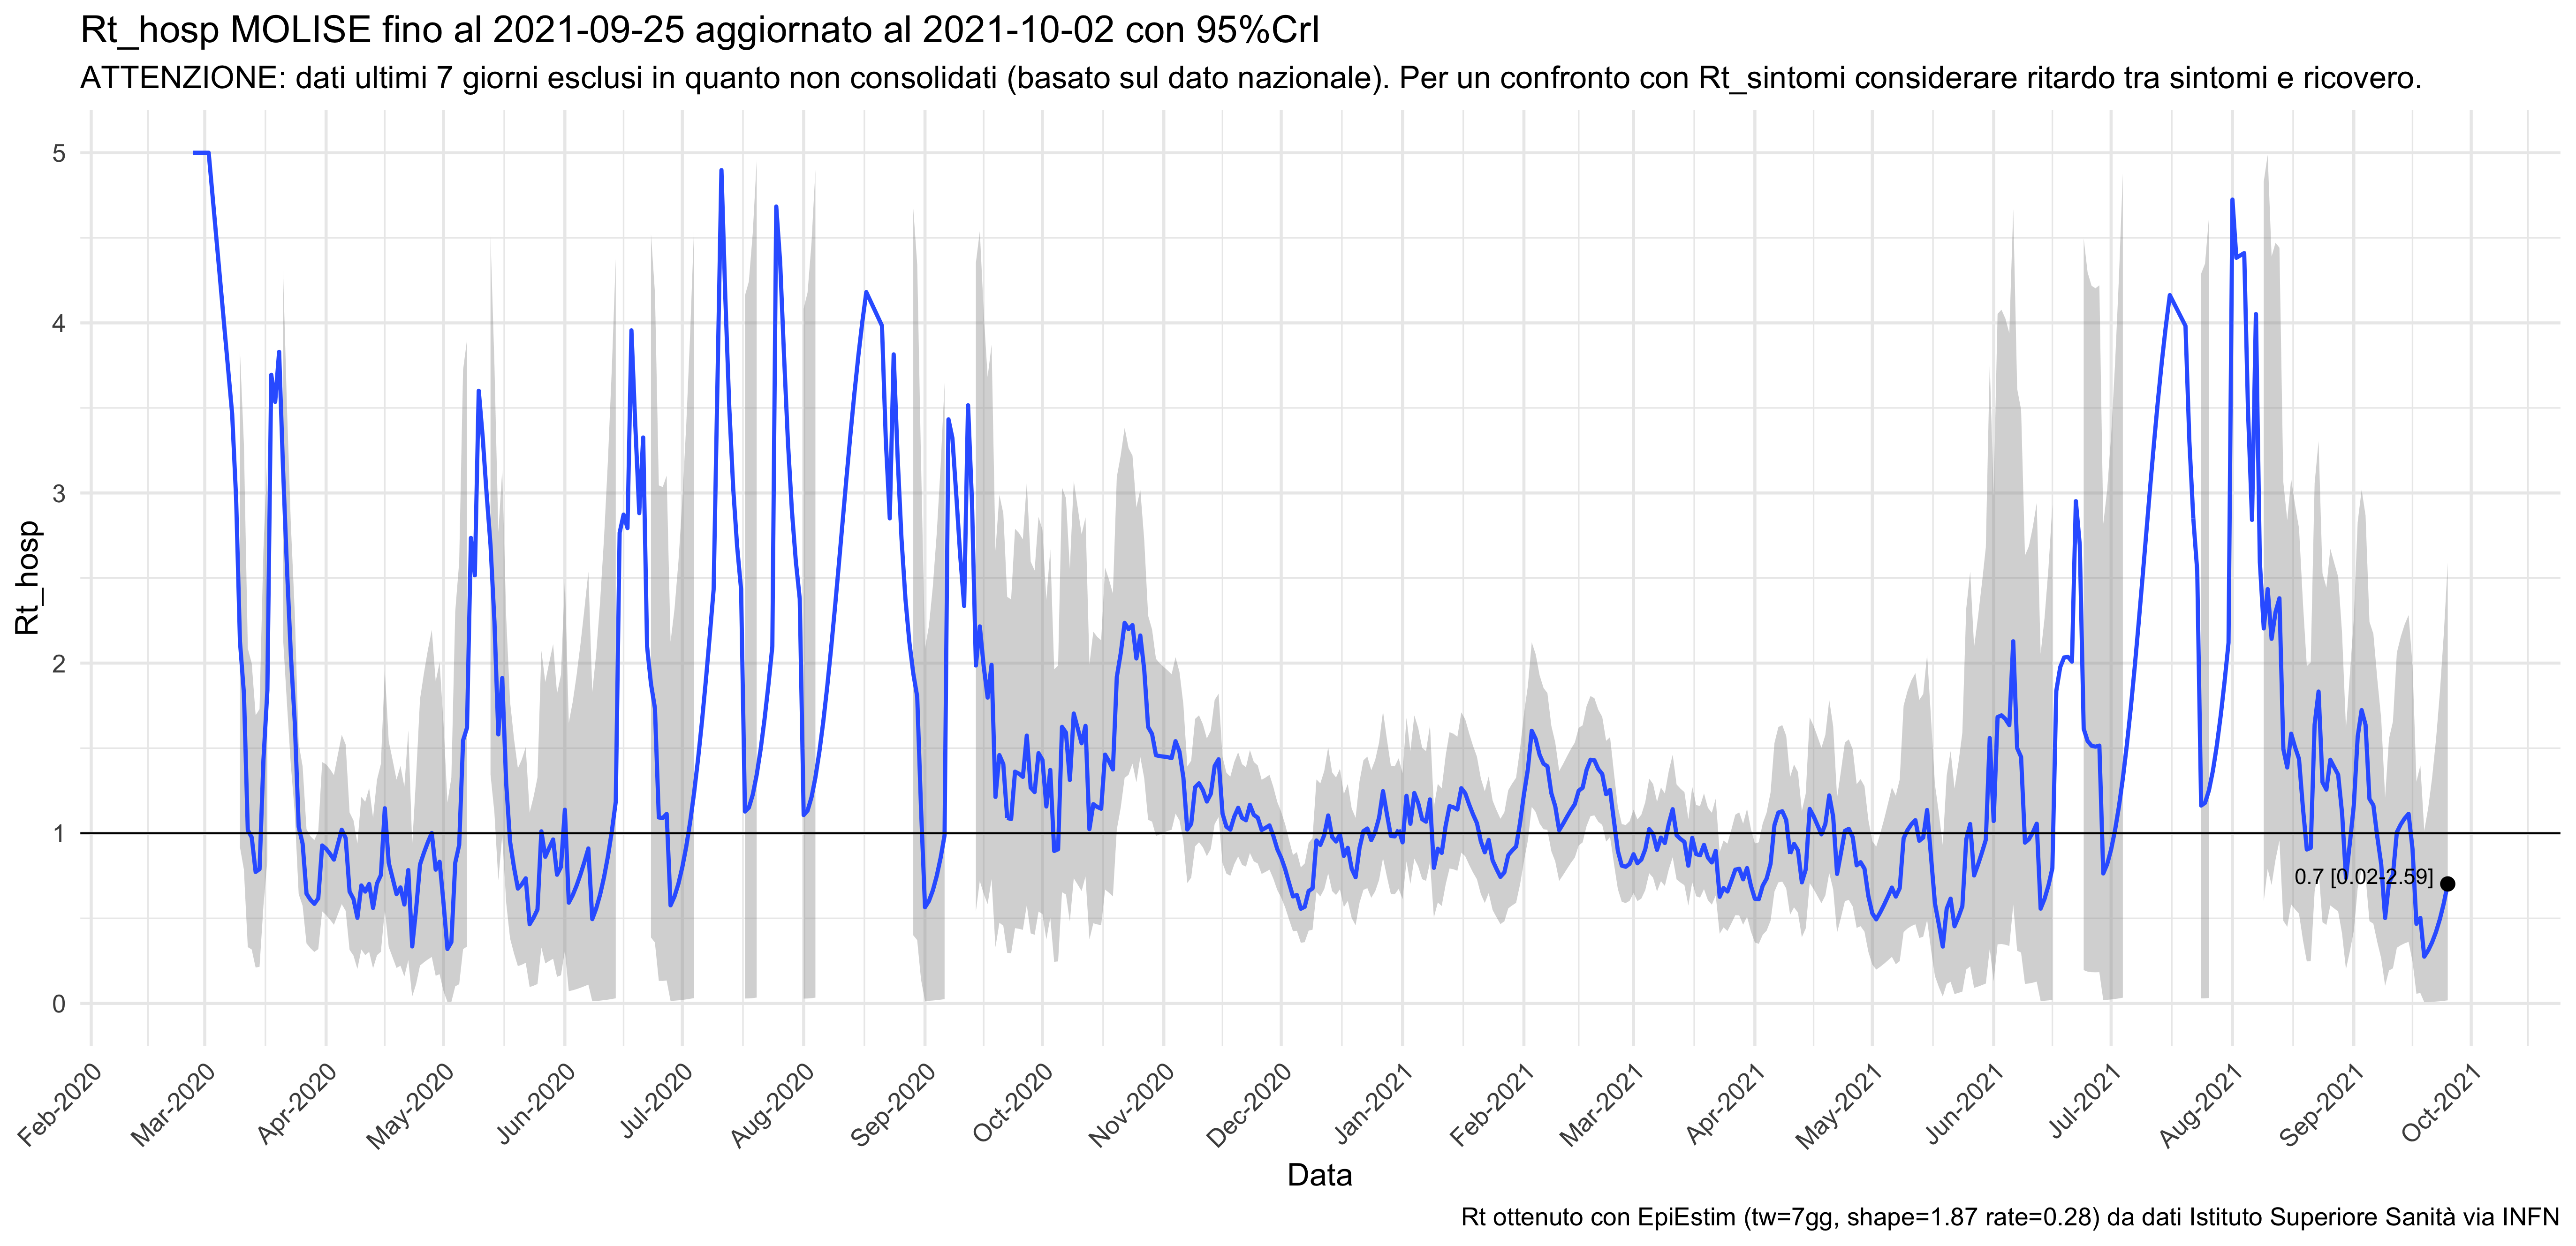 Rt_hosp MOLISE fino al 2021-09-25 aggiornato al 2021-10-02 con 95%CrI
ATTENZIONE: dati ultimi 7 giorni esclusi in quanto non consolidati (basato sul dato nazionale). Per un confronto con Rt_sintomi considerare ritardo tra sintomi e ricovero.
Rt_hosp
5
4
3
2
1
0
0.7 [0.02-2.59]
Feb-2020
Mar-2020
Apr-2020
May-2020
Jun-2020
Jul-2020
Aug-2020
Sep-2020
Oct-2020
Nov-2020
Dec-2020
Jan-2021
Feb-2021
Mar-2021
Apr-2021
May-2021
Jun-2021
Jul-2021
Aug-2021
Sep-2021
Oct-2021
Data
Rt ottenuto con EpiEstim (tw=7gg, shape=1.87 rate=0.28) da dati Istituto Superiore Sanità via INFN